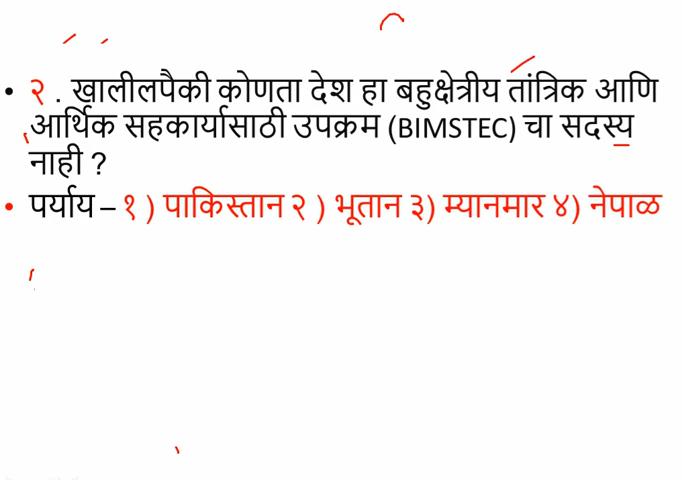 • २ . खालीलपैकी कोणता देश हा बहुक्षेत्रीय तांत्रिक आणि
आर्थिक सहकार्यासाठी उपक्रम (BIMSTEC) चा सदस्य
नाही ?
• पर्याय – १ ) पाकिस्तान २ ) भूतान ३) म्यानमार ४) नेपाळ